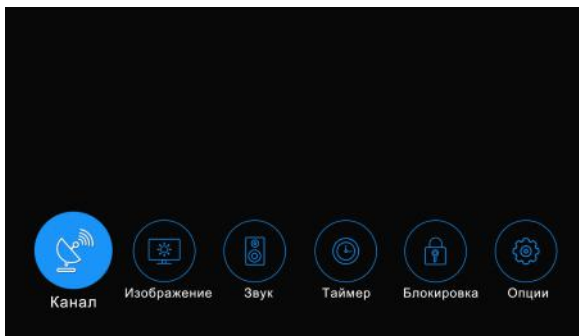 Канал
Изображение
Звук
Таймер
Блокировка
Опции